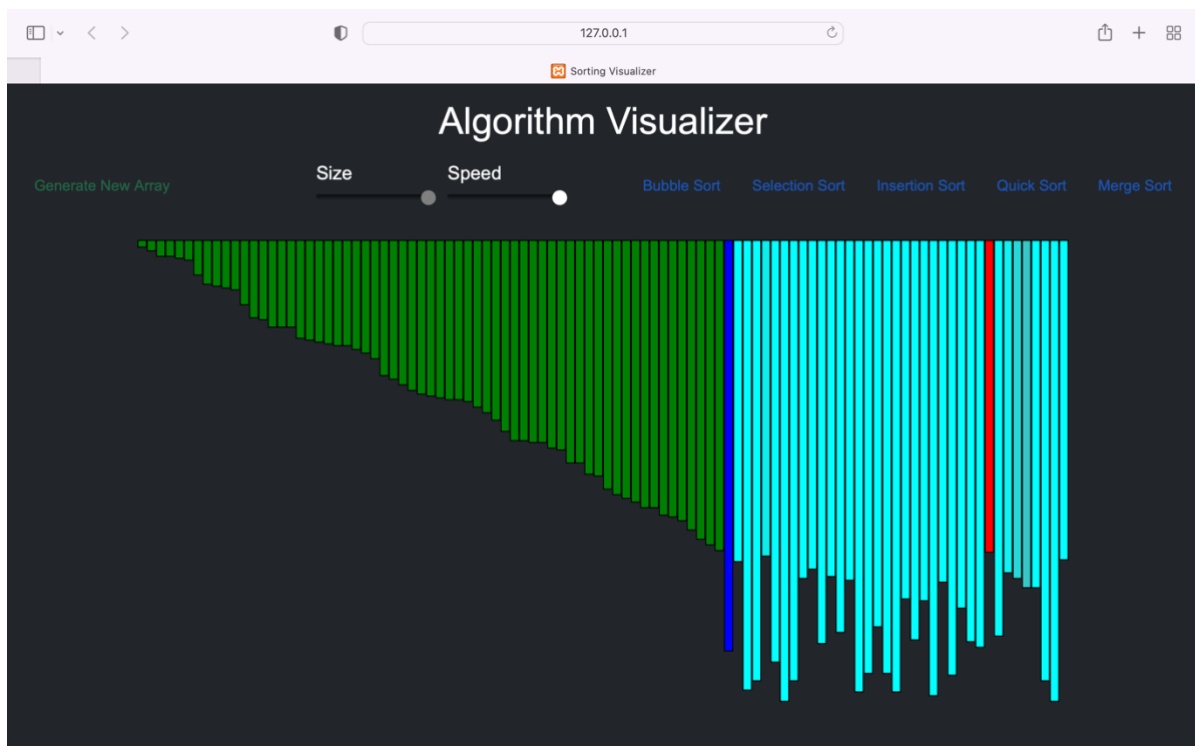 127.0.0.1
Sorting Visualizer
Algorithm Visualizer
Generate New Array
Size
Speed
Bubble Sort
Selection Sort
Insertion Sort
Quick Sort
Merge Sort